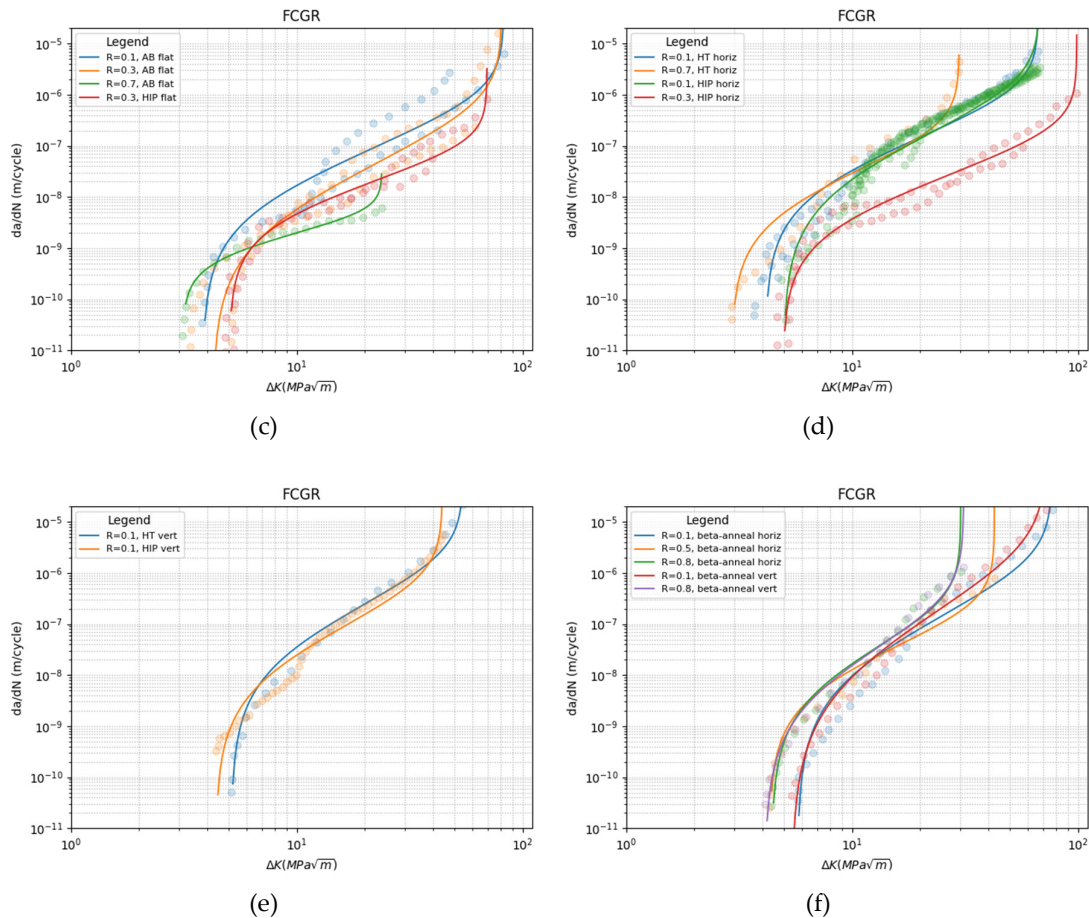 FCGR
Legend
R=0.1, AB flat
R=0.3, AB flat
R=0.7, AB flat
R=0.3, HIP flat
da/dN (m/cycle)
10⁻⁵
10⁻⁶
10⁻⁷
10⁻⁸
10⁻⁹
10⁻¹⁰
10⁻¹¹
10⁰ 10¹ 10²
ΔK(MPa√m)
(c)
FCGR
Legend
R=0.1, HT horiz
R=0.7, HT horiz
R=0.1, HIP horiz
R=0.3, HIP horiz
da/dN (m/cycle)
10⁻⁵
10⁻⁶
10⁻⁷
10⁻⁸
10⁻⁹
10⁻¹⁰
10⁻¹¹
10⁰ 10¹ 10²
ΔK(MPa√m)
(d)
FCGR
Legend
R=0.1, HT vert
R=0.1, HIP vert
da/dN (m/cycle)
10⁻⁵
10⁻⁶
10⁻⁷
10⁻⁸
10⁻⁹
10⁻¹⁰
10⁻¹¹
10⁰ 10¹ 10²
ΔK(MPa√m)
(e)
FCGR
Legend
R=0.1, beta-anneal horiz
R=0.5, beta-anneal horiz
R=0.8, beta-anneal horiz
R=0.1, beta-anneal vert
R=0.8, beta-anneal vert
da/dN (m/cycle)
10⁻⁵
10⁻⁶
10⁻⁷
10⁻⁸
10⁻⁹
10⁻¹⁰
10⁻¹¹
10⁰ 10¹ 10²
ΔK(MPa√m)
(f)